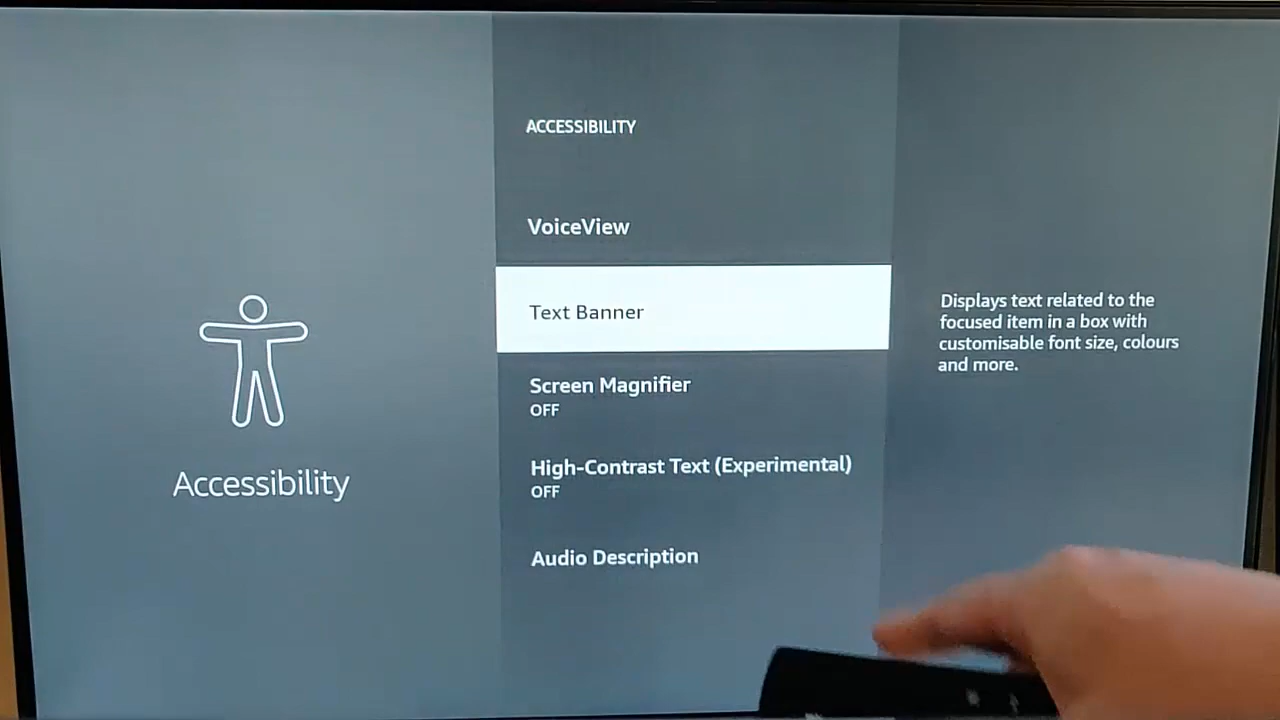 ACCESSIBILITY
VoiceView
Text Banner
Screen Magnifier
OFF
High-Contrast Text (Experimental)
OFF
Audio Description
Accessibility
Displays text related to the
focused item in a box with
customisable font size, colours
and more.